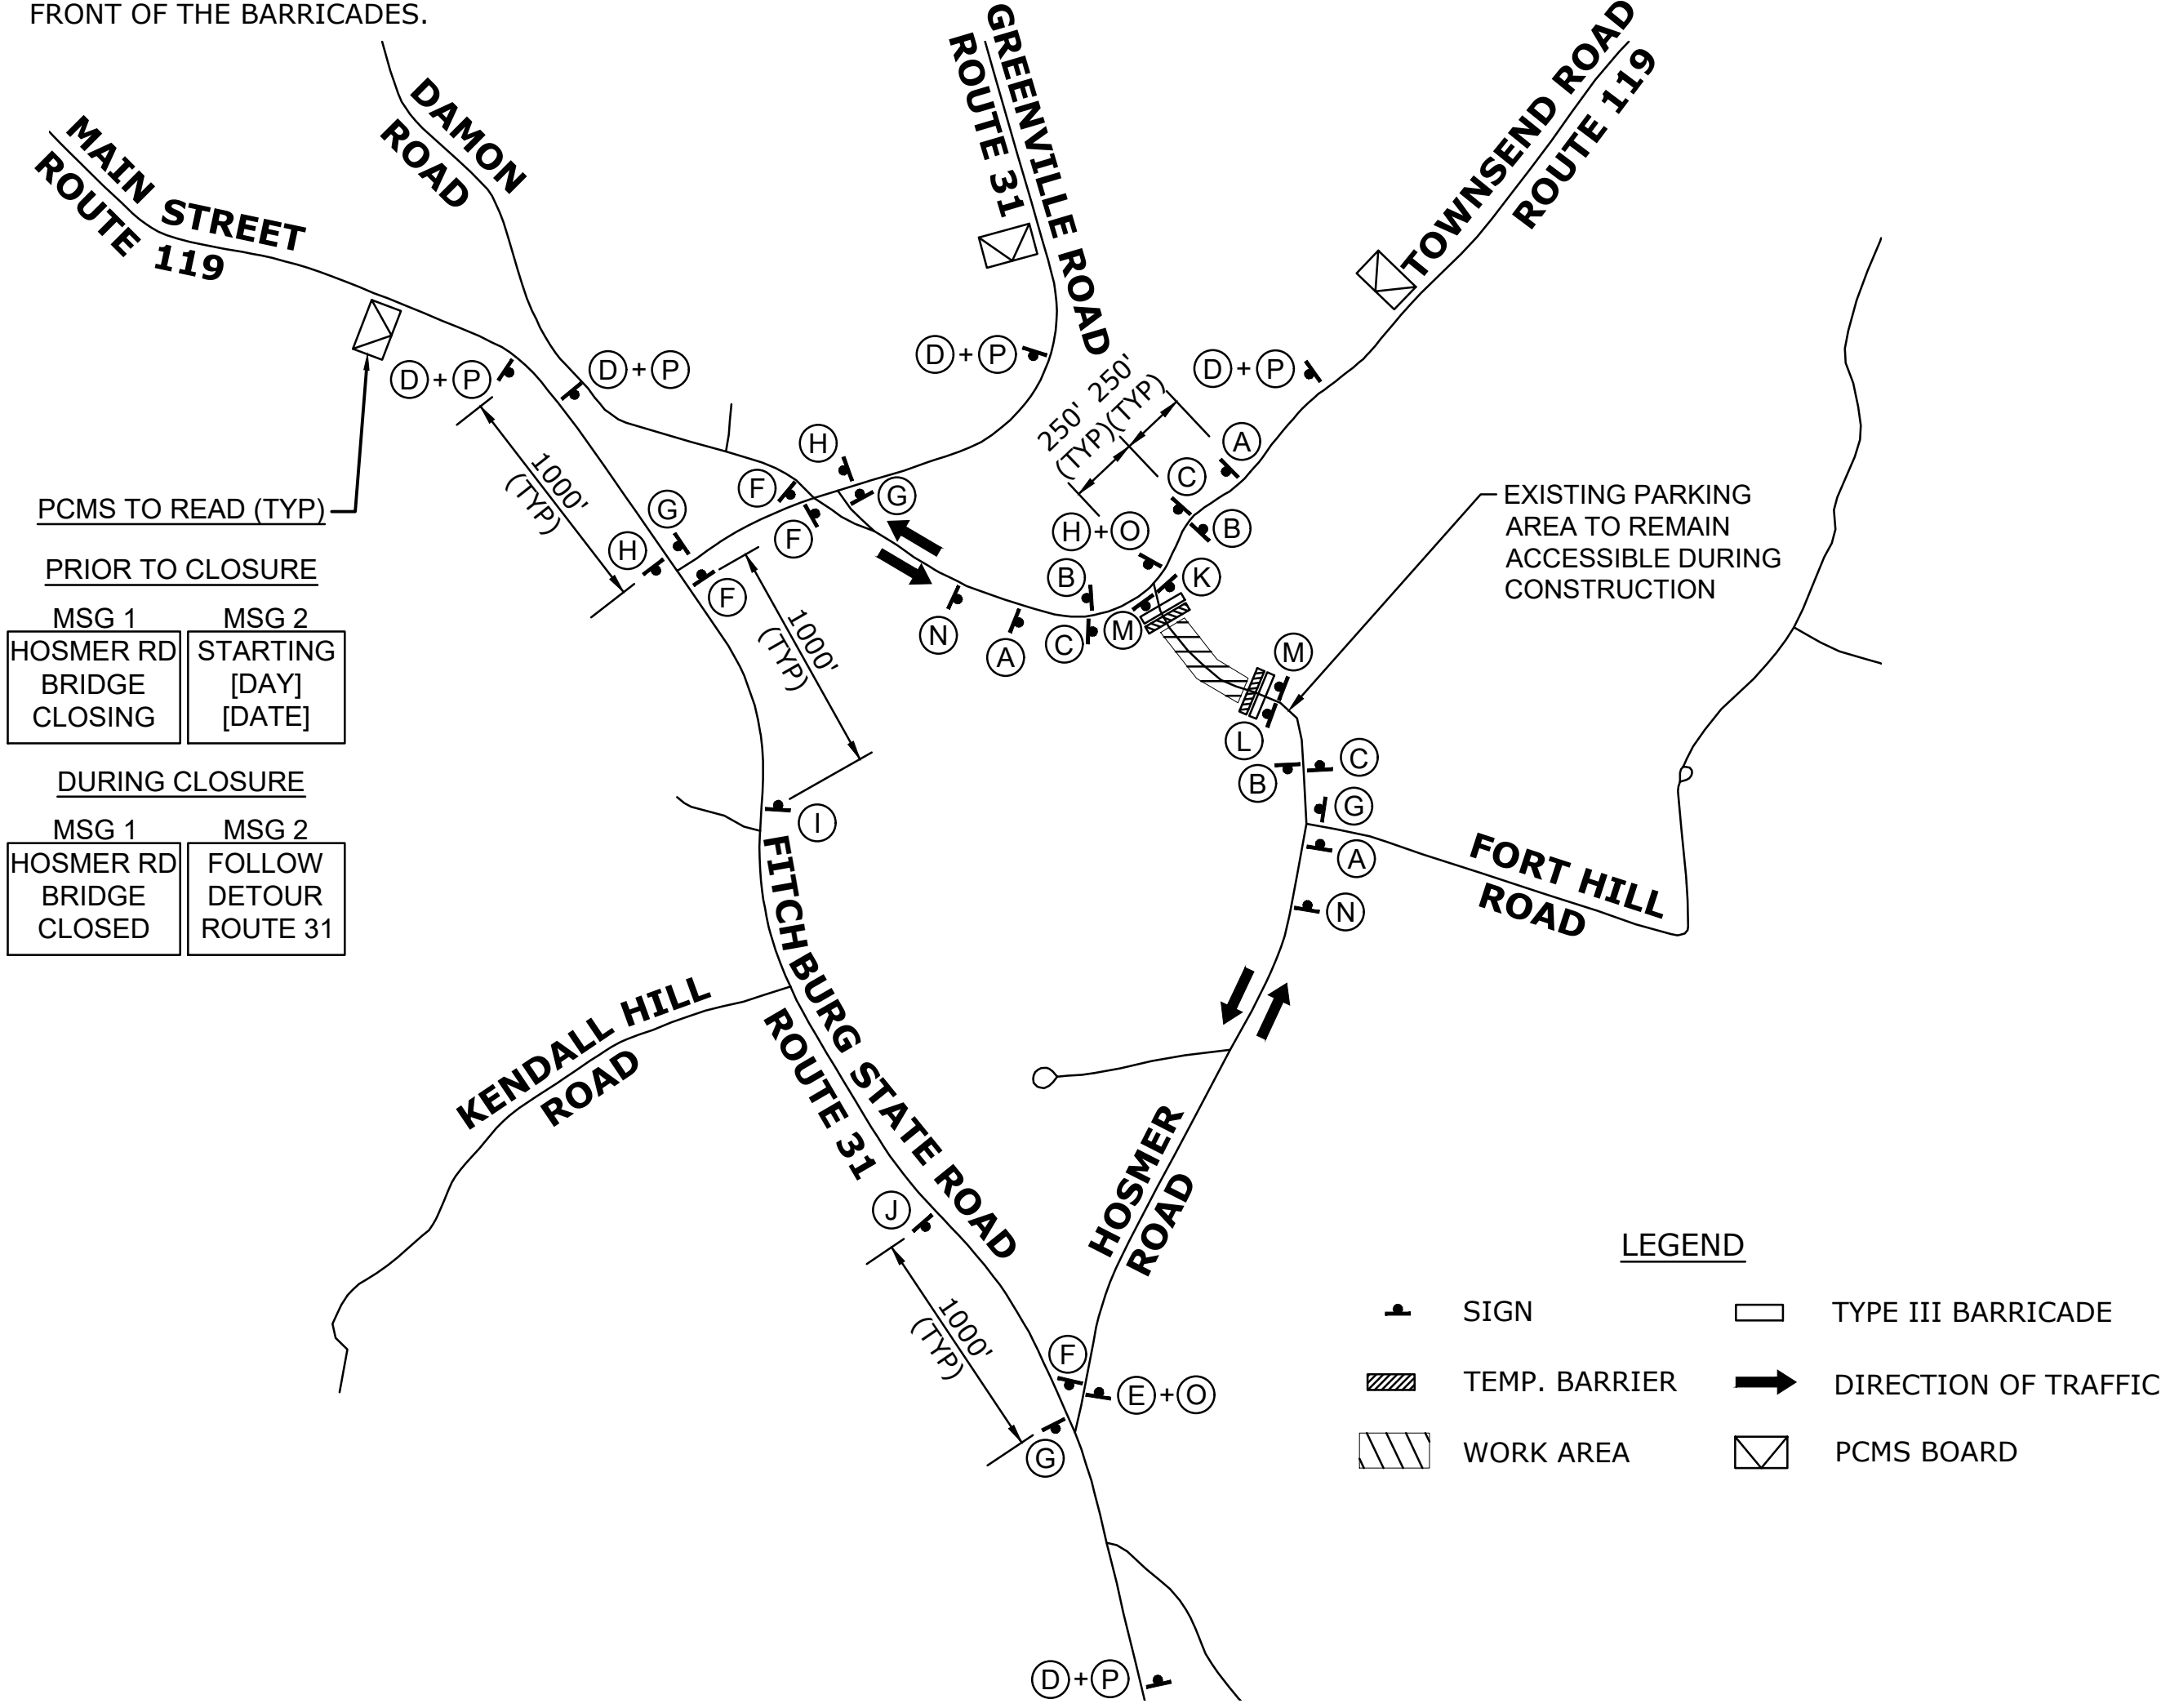 FRONT OF THE BARRICADES.
MAIN STREET
ROUTE 119
DAMON
ROAD
GREENVILLE ROAD
ROUTE 31
TOWNSEND ROAD
ROUTE 119
D+P
D+P
D+P
D+P
250' 250'
(TYP)(TYP)
1000'
(TYP)
H
F
G
F
G
H
F
A
C
B
H+O
K
B
M
C
A
N
M
L
EXISTING PARKING
AREA TO REMAIN
ACCESSIBLE DURING
CONSTRUCTION
PCMS TO READ (TYP)
PRIOR TO CLOSURE
MSG 1
HOSMER RD
BRIDGE
CLOSING
MSG 2
STARTING
[DAY]
[DATE]
DURING CLOSURE
MSG 1
HOSMER RD
BRIDGE
CLOSED
MSG 2
FOLLOW
DETOUR
ROUTE 31
1000'
(TYP)
I
C
B
G
A
N
FORT HILL
ROAD
FITCHBURG STATE ROAD
ROUTE 31
KENDALL HILL
ROAD
HOSMER
ROAD
J
1000'
(TYP)
F
E+O
G
D+P
LEGEND
SIGN
TYPE III BARRICADE
TEMP. BARRIER
DIRECTION OF TRAFFIC
WORK AREA
PCMS BOARD